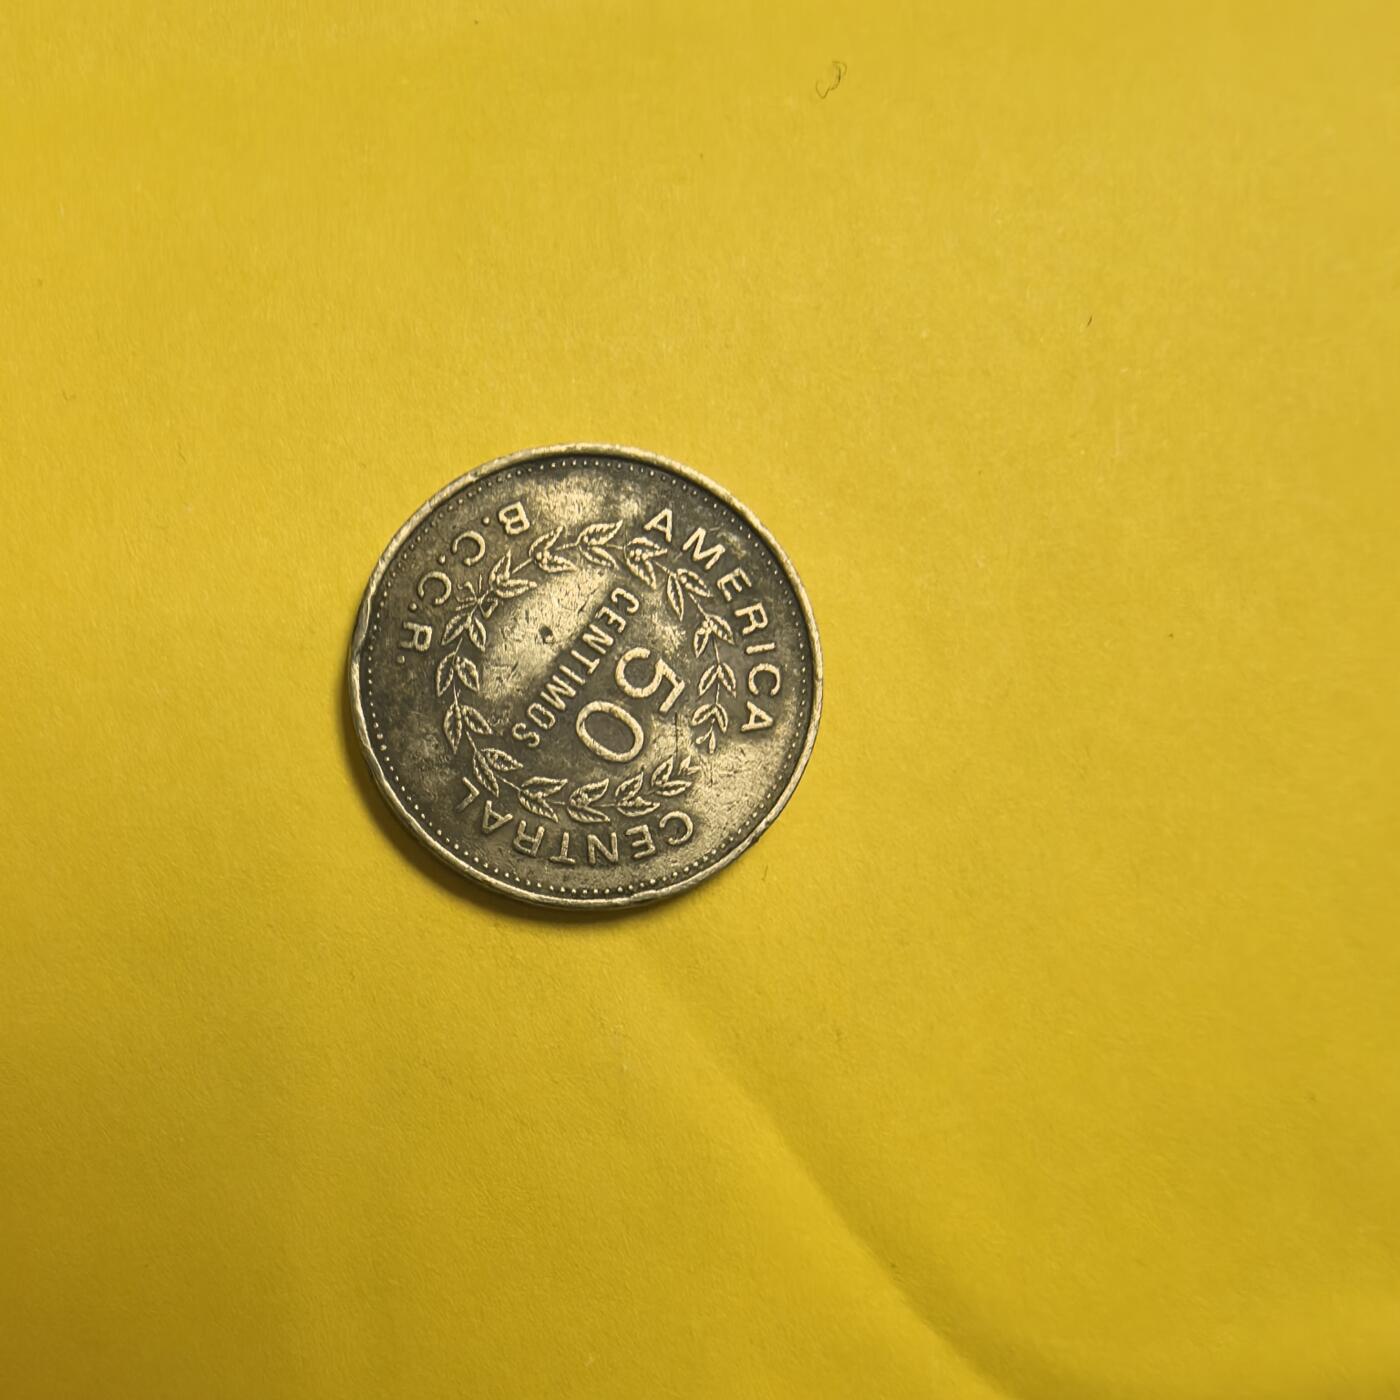 AMERICA CENTRAL
50
CENTIMOS
B.C.C.R.